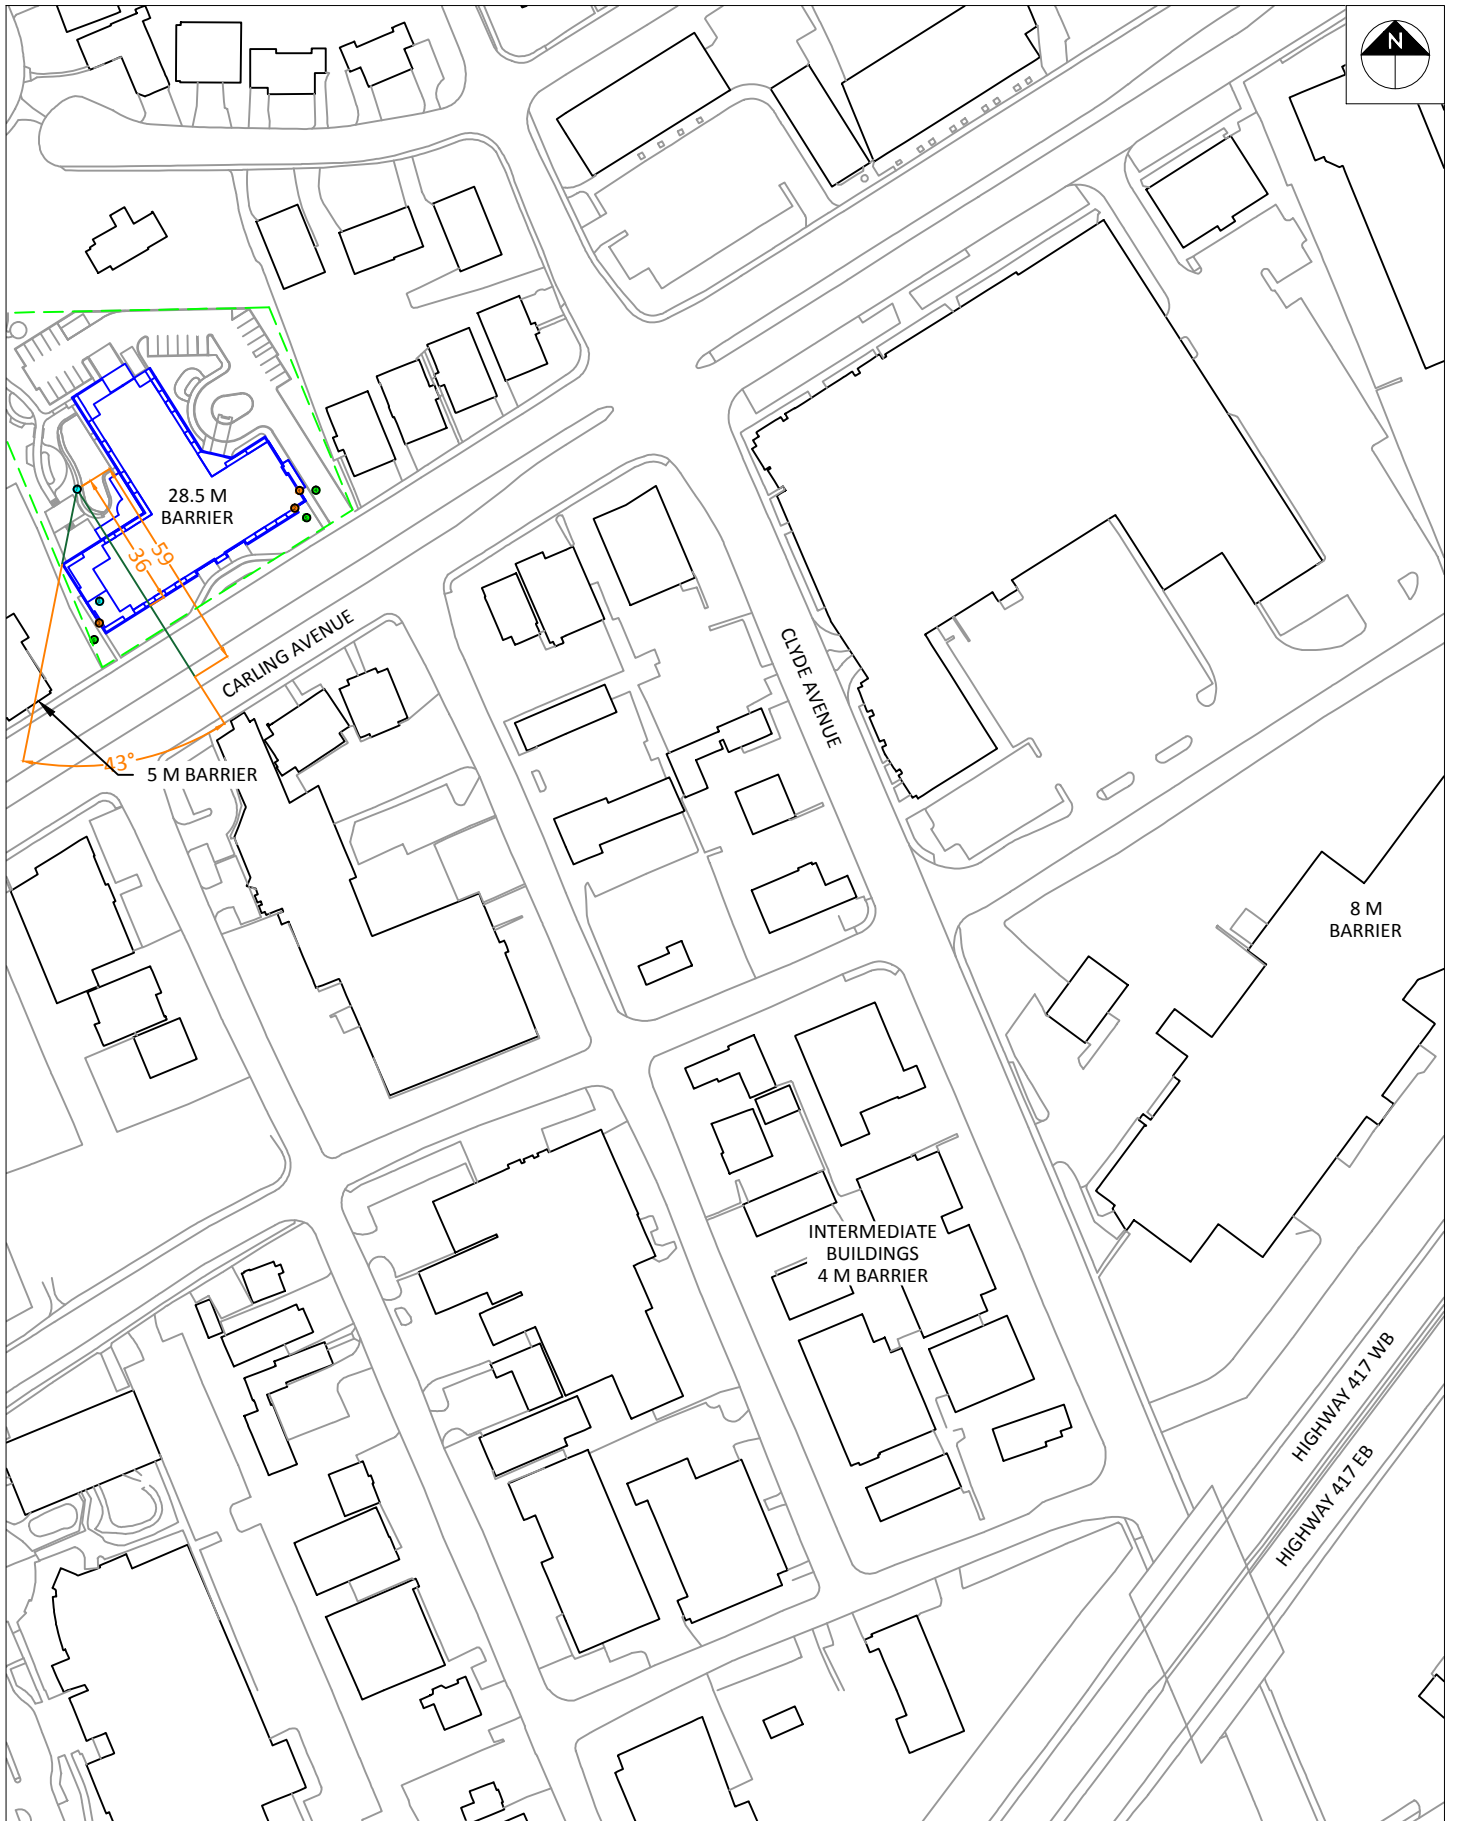 N
28.5 M
BARRIER
59
36
CARLING AVENUE
CLYDE AVENUE
43°
5 M BARRIER
8 M
BARRIER
INTERMEDIATE
BUILDINGS
4 M BARRIER
HIGHWAY 417 WB
HIGHWAY 417 EB